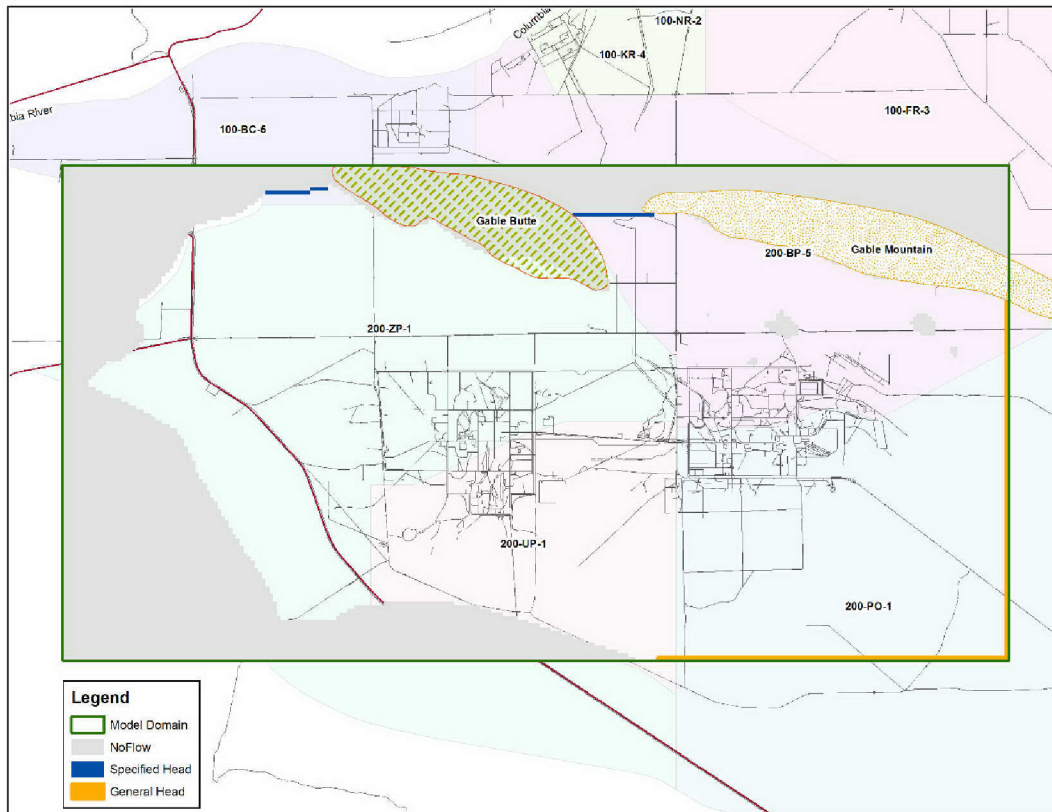 100-NR-2
Columbia
100-KR-4
100-FR-3
bia River
100-BC-5
Gable Butte
Gable Mountain
200-BP-5
200-ZP-1
200-UP-1
200-PO-1
Legend
Model Domain
NoFlow
Specified Head
General Head